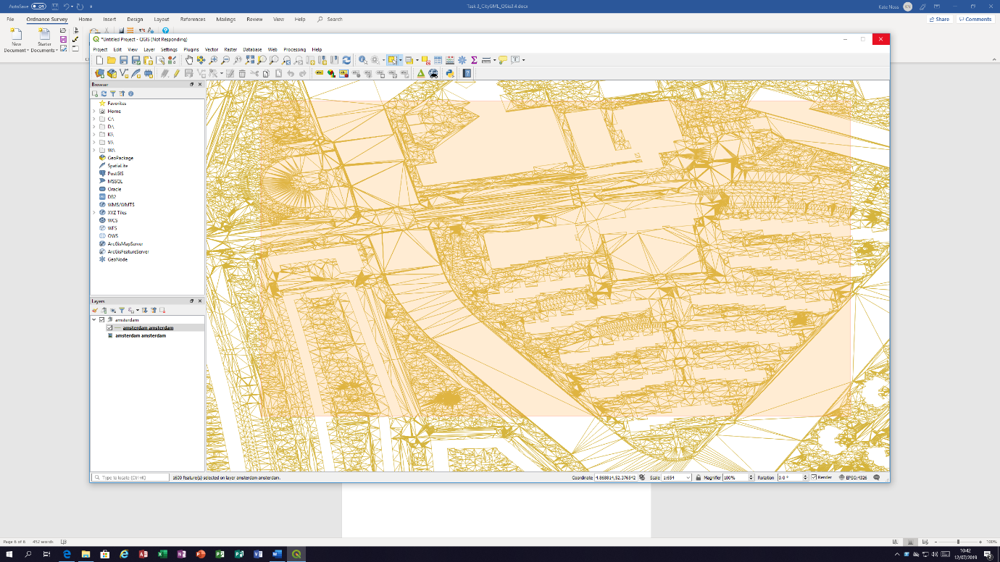 AutoSave Off
Task 3_CityGML_QGis3.4.docx
Kate Noss KN
File Ordnance Survey Home Insert Design Layout References Mailings Review View Help Search
Share Comments
New Document
Starter Documents
*Untitled Project - QGIS (Not Responding)
Project Edit View Layer Settings Plugins Vector Raster Database Web Processing Help
Browser
Favorites
Home
C:\
D:\
K:\
V:\
W:\
GeoPackage
SpatiaLite
PostGIS
MSSQL
Oracle
DB2
WMS/WMTS
XYZ Tiles
WCS
WFS
OWS
ArcGisMapServer
ArcGisFeatureServer
GeoNode
Layers
amsterdam
amsterdam amsterdam
amsterdam amsterdam
Type to locate (Ctrl+K)
1600 feature(s) selected on layer amsterdam amsterdam.
Coordinate 4.868814,52.376542
Scale 1:654
Magnifier 100%
Rotation 0.0 °
Render
EPSG:4326
Page 6 of 6 452 words
100%
10:42
12/07/2019